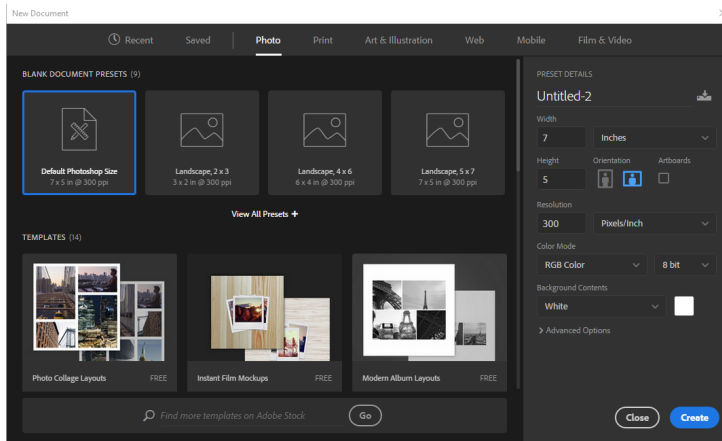 New Document
Recent Saved Photo Print Art & Illustration Web Mobile Film & Video
BLANK DOCUMENT PRESETS (9)
Default Photoshop Size
7 x 5 in @ 300 ppi
Landscape, 2 x 3
3 x 2 in @ 300 ppi
Landscape, 4 x 6
6 x 4 in @ 300 ppi
Landscape, 5 x 7
7 x 5 in @ 300 ppi
View All Presets +
TEMPLATES (14)
Photo Collage Layouts FREE
Instant Film Mockups FREE
Modern Album Layouts FREE
Find more templates on Adobe Stock Go
PRESET DETAILS
Untitled-2
Width
7 Inches
Height Orientation Artboards
5
Resolution
300 Pixels/Inch
Color Mode
RGB Color 8 bit
Background Contents
White
Advanced Options
Close Create